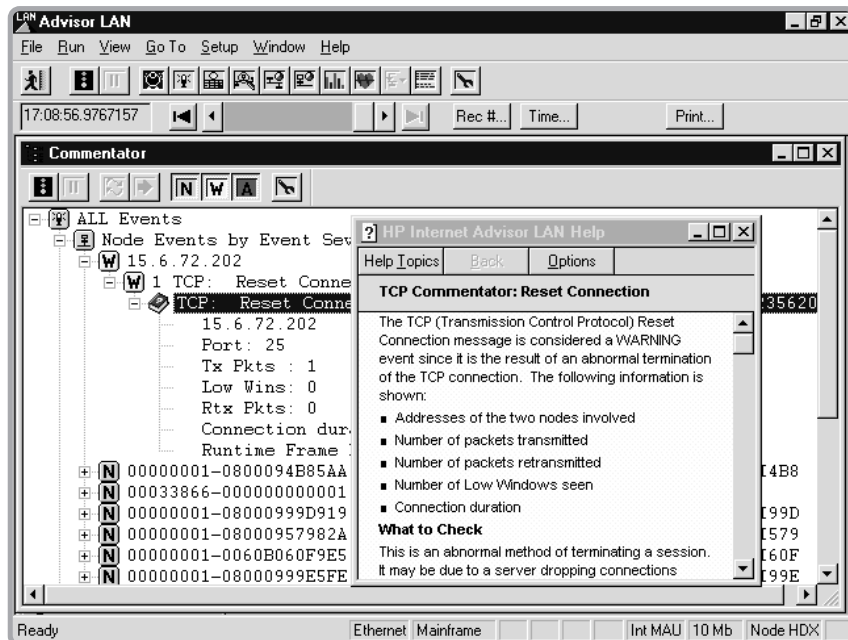 LAN Advisor LAN
File Run View Go To Setup Window Help
17:08:56.9767157 Rec #... Time... Print...
Commentator
N W A
ALL Events
Node Events by Event Sev
W 15.6.72.202
W 1 TCP: Reset Conne
TCP: Reset Conne 35620
15.6.72.202
Port: 25
Tx Pkts : 1
Low Wins: 0
Rtx Pkts: 0
Connection dur
Runtime Frame
N 00000001-0800094B85AA I4B8
N 00033866-000000000001
N 00000001-08000999D919 I99D
N 00000001-08000957982A I579
N 00000001-0060B060F9E5 I60F
N 00000001-08000999E5FE I99E
HP Internet Advisor LAN Help
Help Topics Back Options
TCP Commentator: Reset Connection
The TCP (Transmission Control Protocol) Reset
Connection message is considered a WARNING
event since it is the result of an abnormal termination
of the TCP connection. The following information is
shown:
Addresses of the two nodes involved
Number of packets transmitted
Number of packets retransmitted
Number of Low Windows seen
Connection duration
What to Check
This is an abnormal method of terminating a session.
It may be due to a server dropping connections
Ready Ethernet Mainframe Int MAU 10 Mb Node HDX